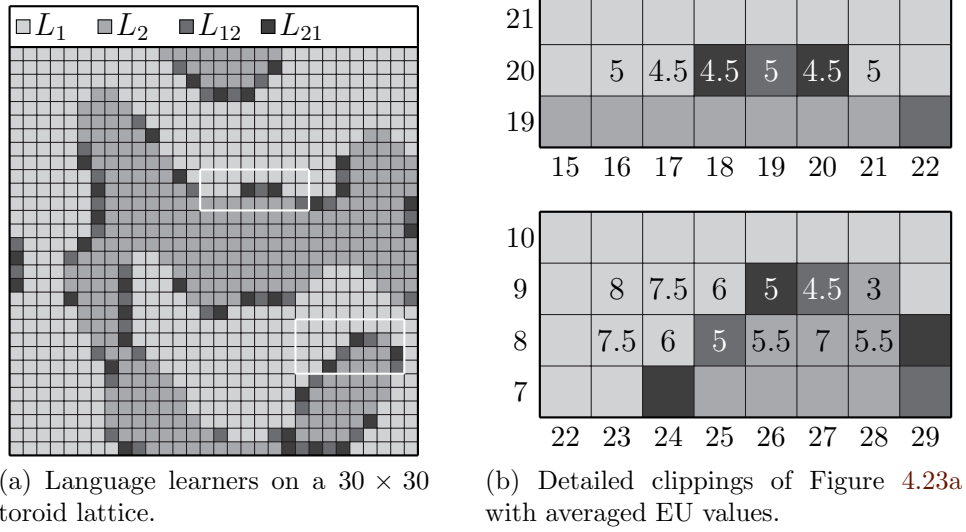 L₁ L₂ L₁₂ L₂₁
(a) Language learners on a 30 × 30
toroid lattice.
21
20 5 4.5 4.5 5 4.5 5
19
15 16 17 18 19 20 21 22
10
9 8 7.5 6 5 4.5 3
8 7.5 6 5 5.5 7 5.5
7
22 23 24 25 26 27 28 29
(b) Detailed clippings of Figure 4.23a
with averaged EU values.